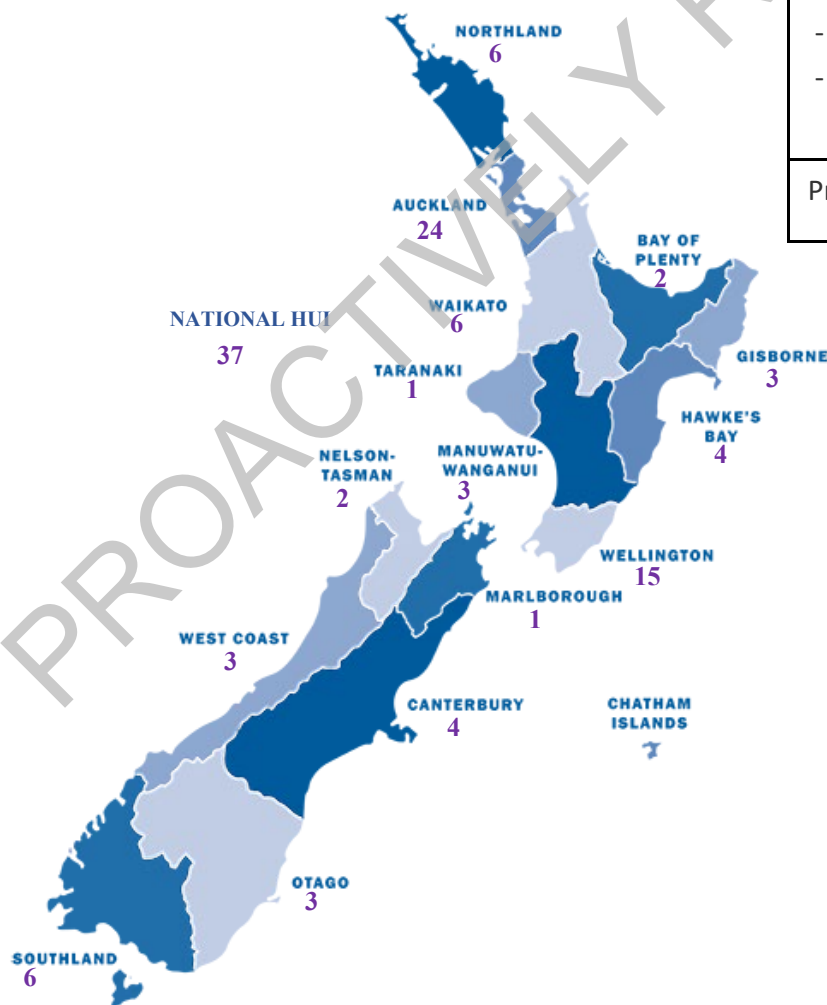 NORTHLAND
6
AUCKLAND
24
BAY OF
PLENTY
2
WAIKATO
6
NATIONAL HUI
37
TARANAKI
1
GISBORNE
3
HAWKE'S
BAY
4
NELSON-
TASMAN
2
MANUWATU-
WANGANUI
3
WELLINGTON
15
MARLBOROUGH
1
WEST COAST
3
CANTERBURY
4
CHATHAM
ISLANDS
OTAGO
3
SOUTHLAND
6
-
-
PROACTIVELY